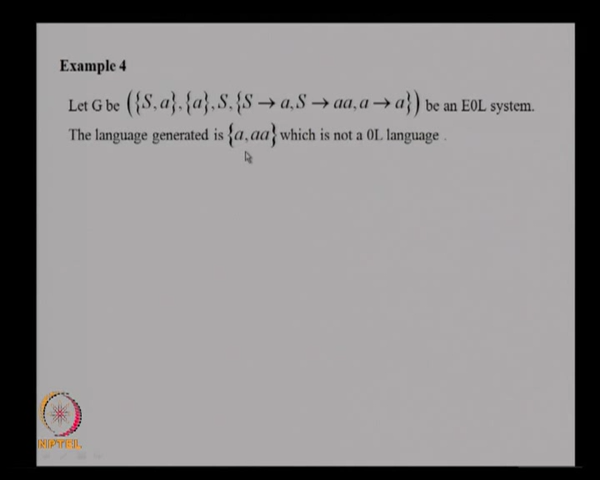 Example 4
Let G be ({S, a}, {a}, S, {S → a, S → aa, a → a}) be an E0L system.
The language generated is {a, aa} which is not a 0L language .
NPTEL